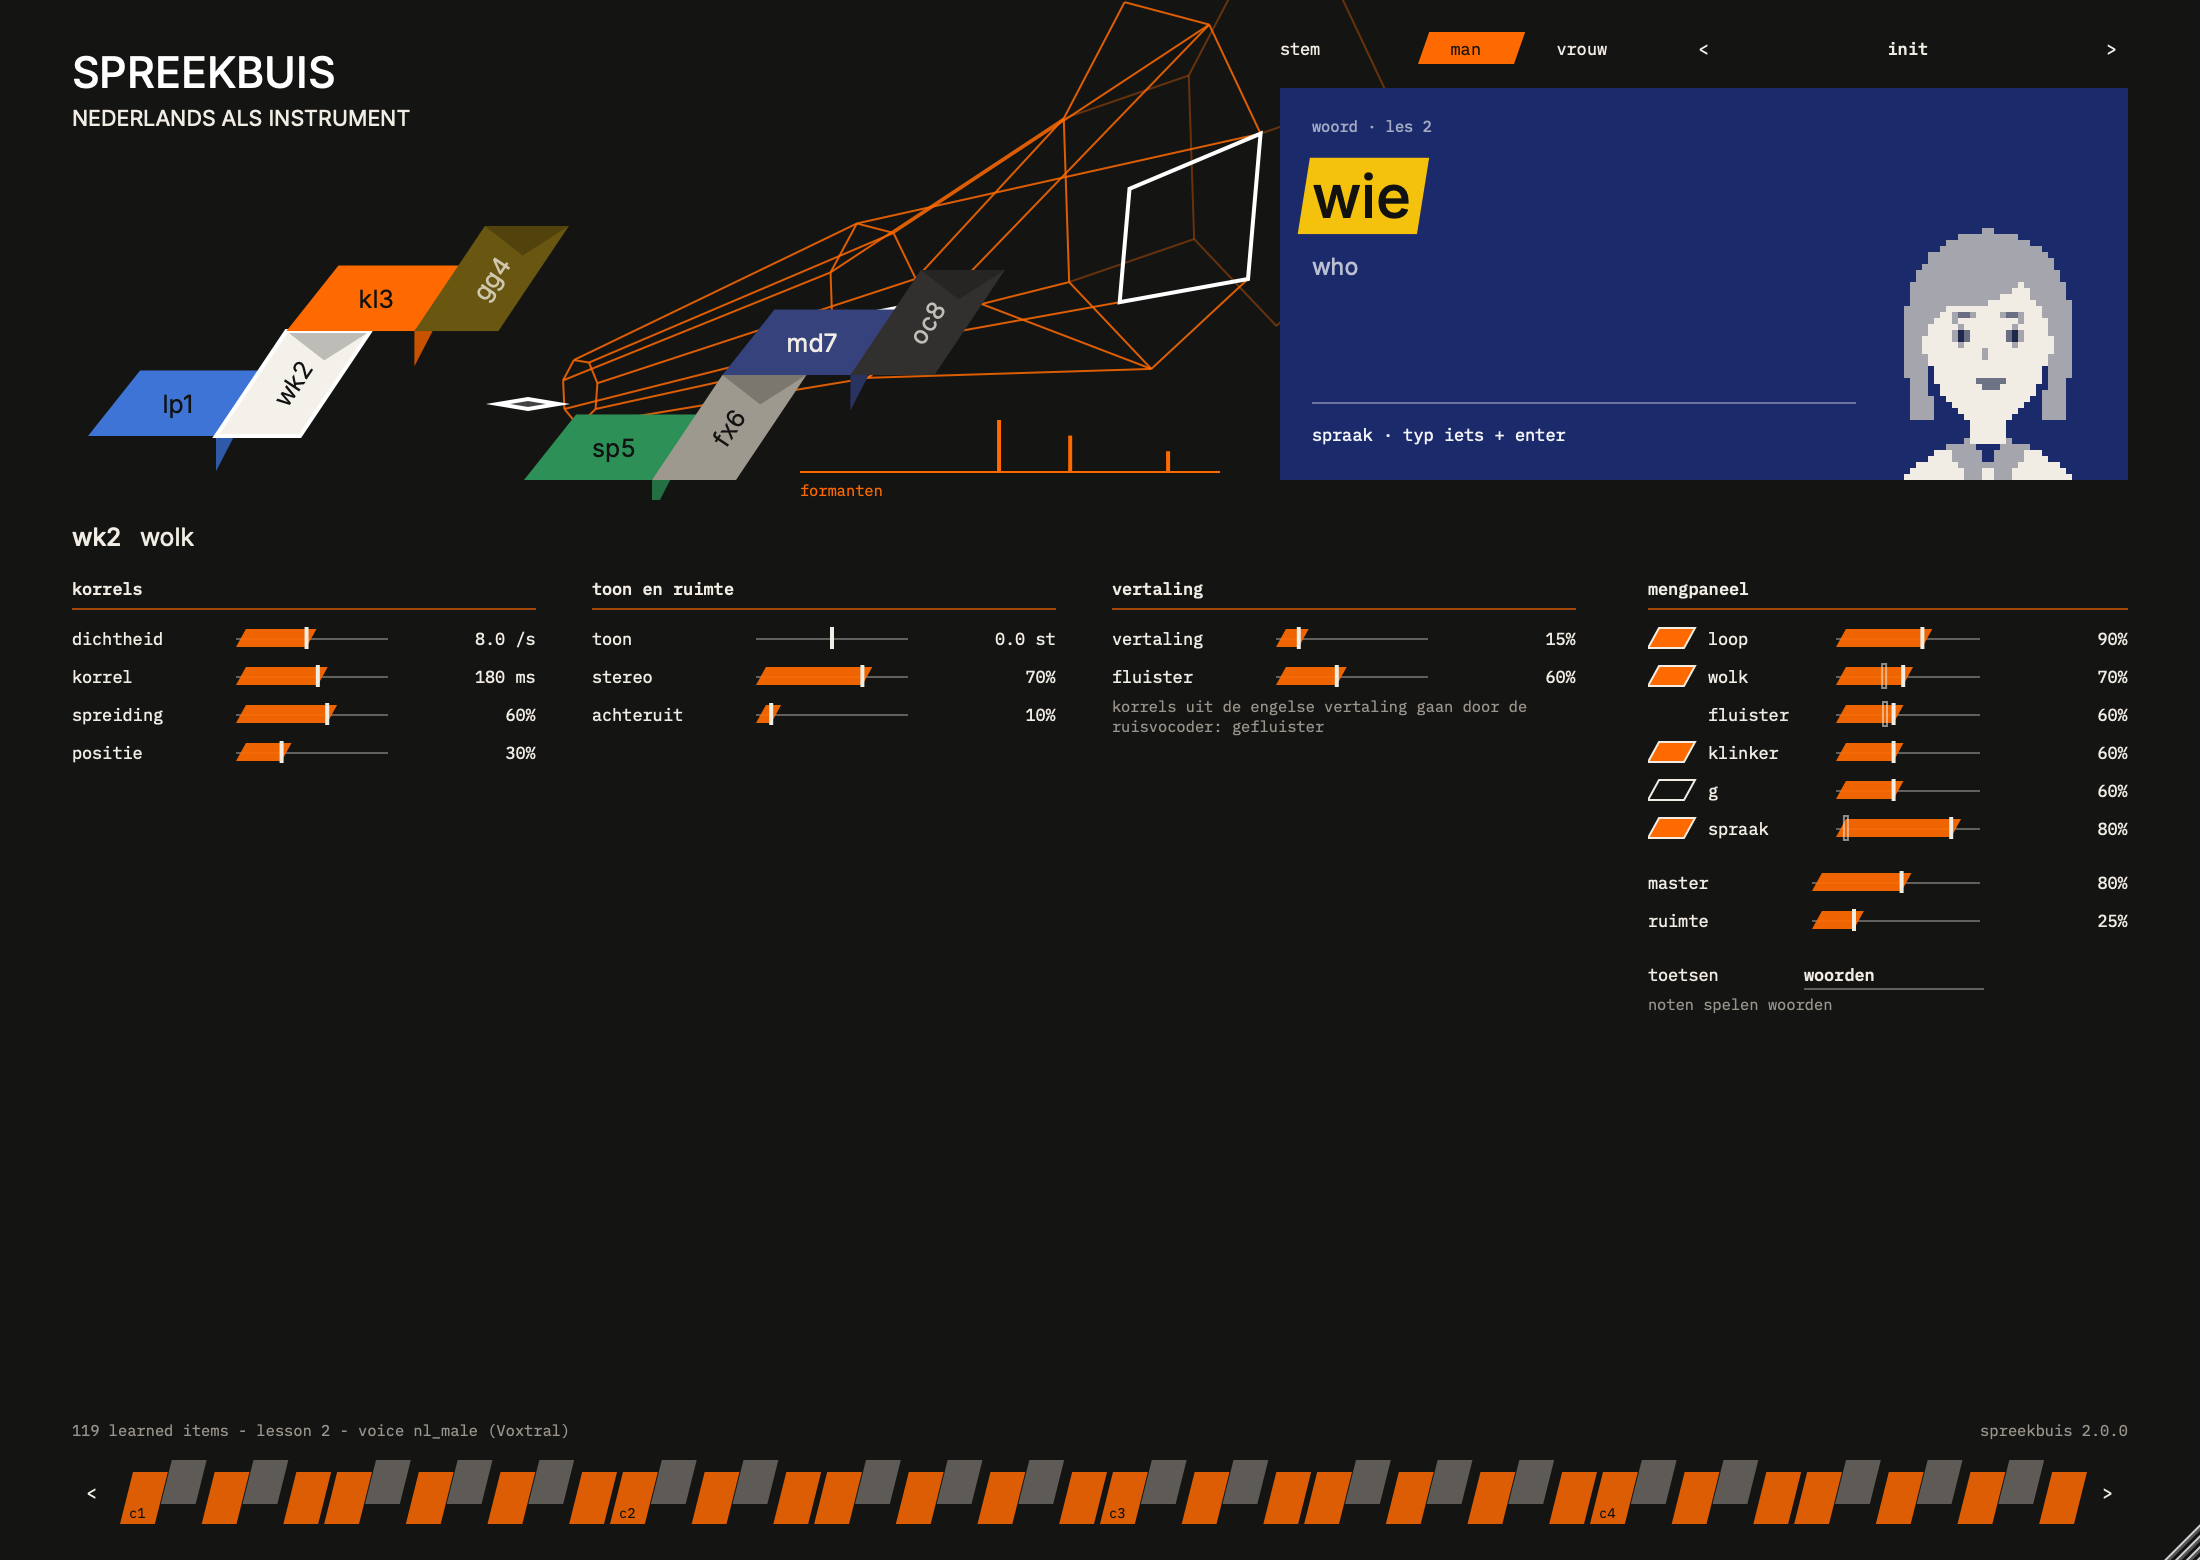 SPREEKBUIS
NEDERLANDS ALS INSTRUMENT
stem man vrouw < init >
woord · les 2
wie
who
spraak · typ iets + enter
lp1
wk2
kl3
gg4
sp5
fx6
md7
oc8
formanten
wk2 wolk
korrels
dichtheid 8.0 /s
korrel 180 ms
spreiding 60%
positie 30%
toon en ruimte
toon 0.0 st
stereo 70%
achteruit 10%
vertaling
vertaling 15%
fluister 60%
korrels uit de engelse vertaling gaan door de
ruisvocoder: gefluister
mengpaneel
loop 90%
wolk 70%
fluister 60%
klinker 60%
g 60%
spraak 80%
master 80%
ruimte 25%
toetsen woorden
noten spelen woorden
119 learned items - lesson 2 - voice nl_male (Voxtral)
spreekbuis 2.0.0
< c1 c2 c3 c4 >